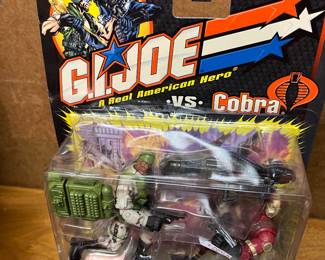 G.I. JOE
A Real American Hero
VS. Cobra